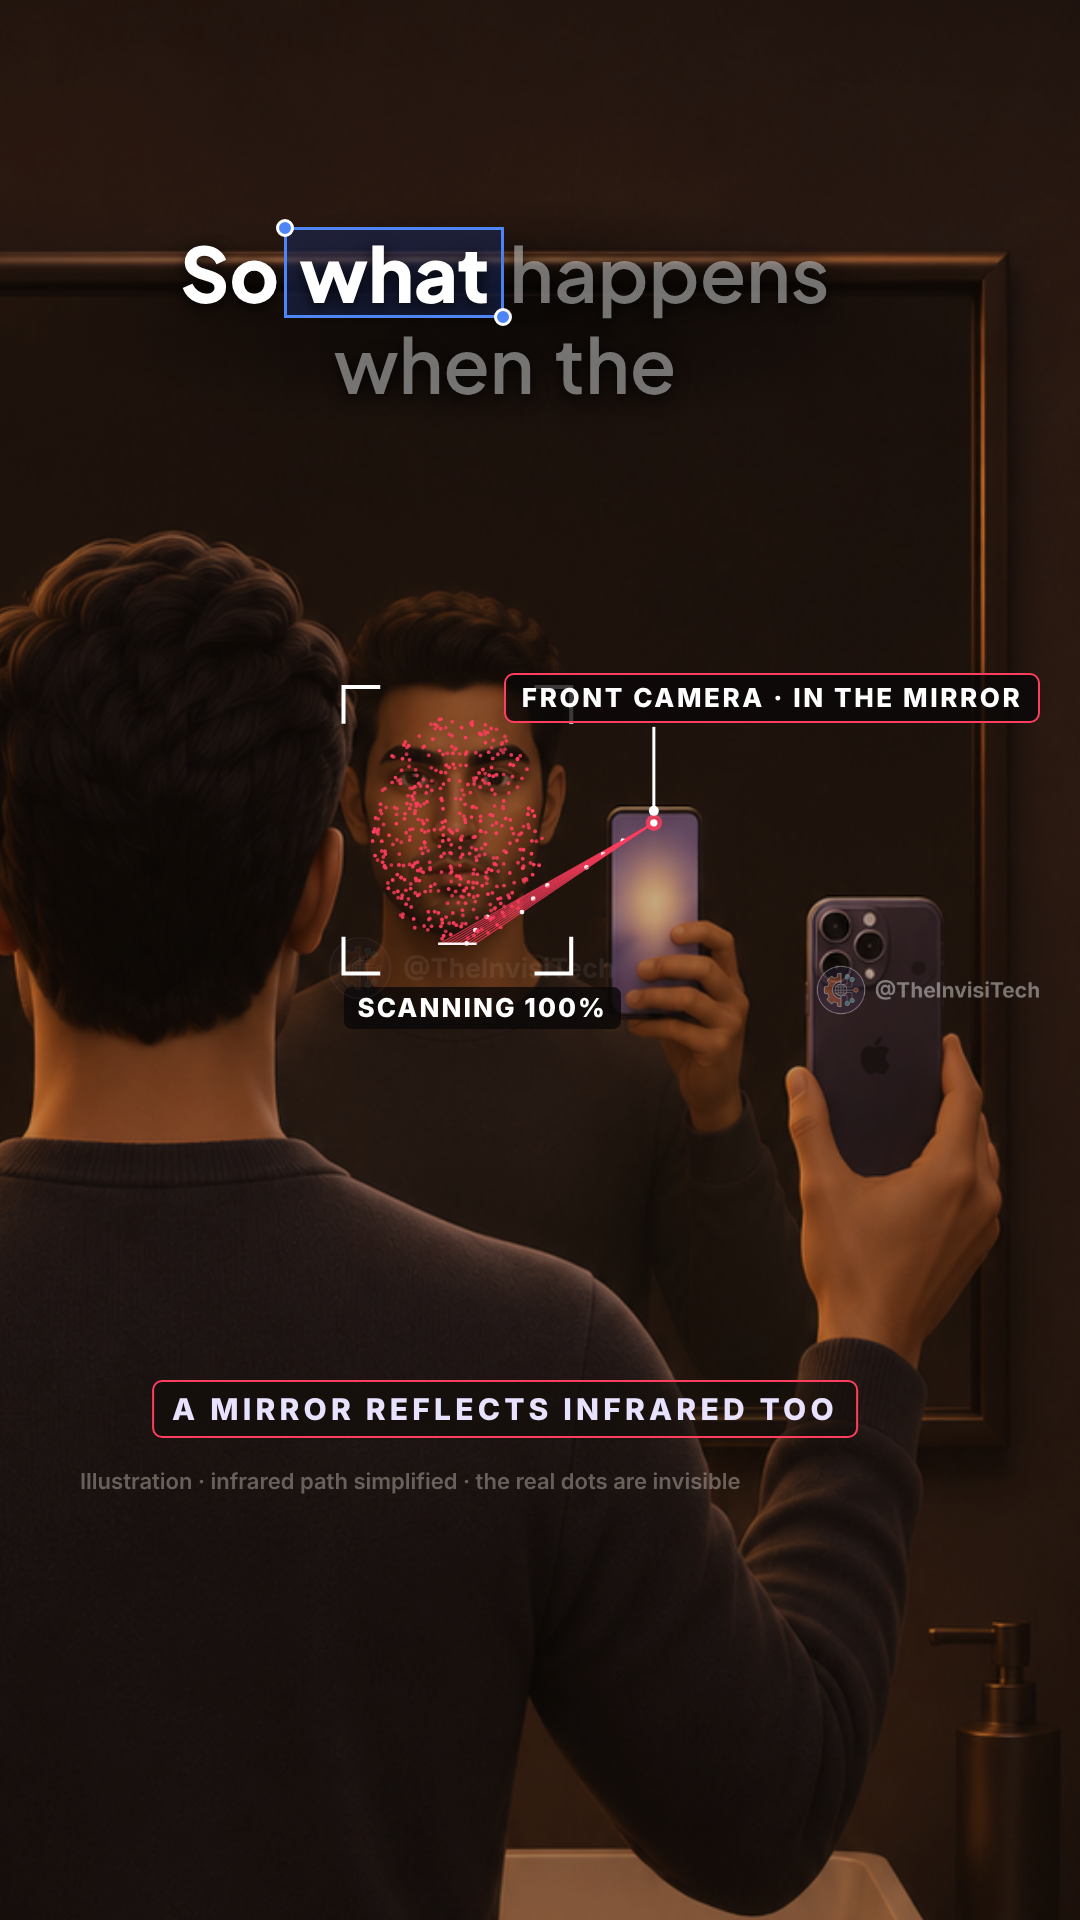 So what happens
when the
FRONT CAMERA · IN THE MIRROR
@TheInvisiTech
SCANNING 100%
@TheInvisiTech
A MIRROR REFLECTS INFRARED TOO
Illustration · infrared path simplified · the real dots are invisible